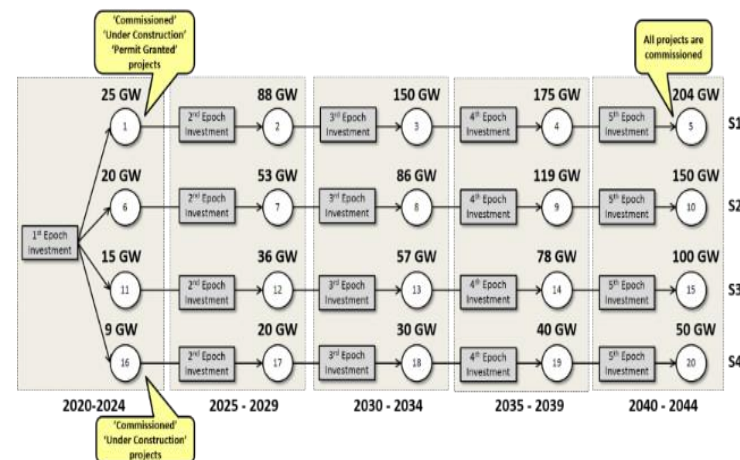 'Commissioned'
'Under Construction'
'Permit Granted'
projects
All projects are
commissioned
25 GW
88 GW
150 GW
175 GW
204 GW
1
2nd Epoch
Investment
2
3rd Epoch
Investment
3
4th Epoch
Investment
4
5th Epoch
Investment
5
S1
20 GW
53 GW
86 GW
119 GW
150 GW
6
2nd Epoch
Investment
7
3rd Epoch
Investment
8
4th Epoch
Investment
9
5th Epoch
Investment
10
S2
1st Epoch
Investment
15 GW
36 GW
57 GW
78 GW
100 GW
11
2nd Epoch
Investment
12
3rd Epoch
Investment
13
4th Epoch
Investment
14
5th Epoch
Investment
15
S3
9 GW
20 GW
30 GW
40 GW
50 GW
16
2nd Epoch
Investment
17
3rd Epoch
Investment
18
4th Epoch
Investment
19
5th Epoch
Investment
20
S4
2020-2024
2025 - 2029
2030 - 2034
2035 - 2039
2040 - 2044
'Commissioned'
'Under Construction'
projects